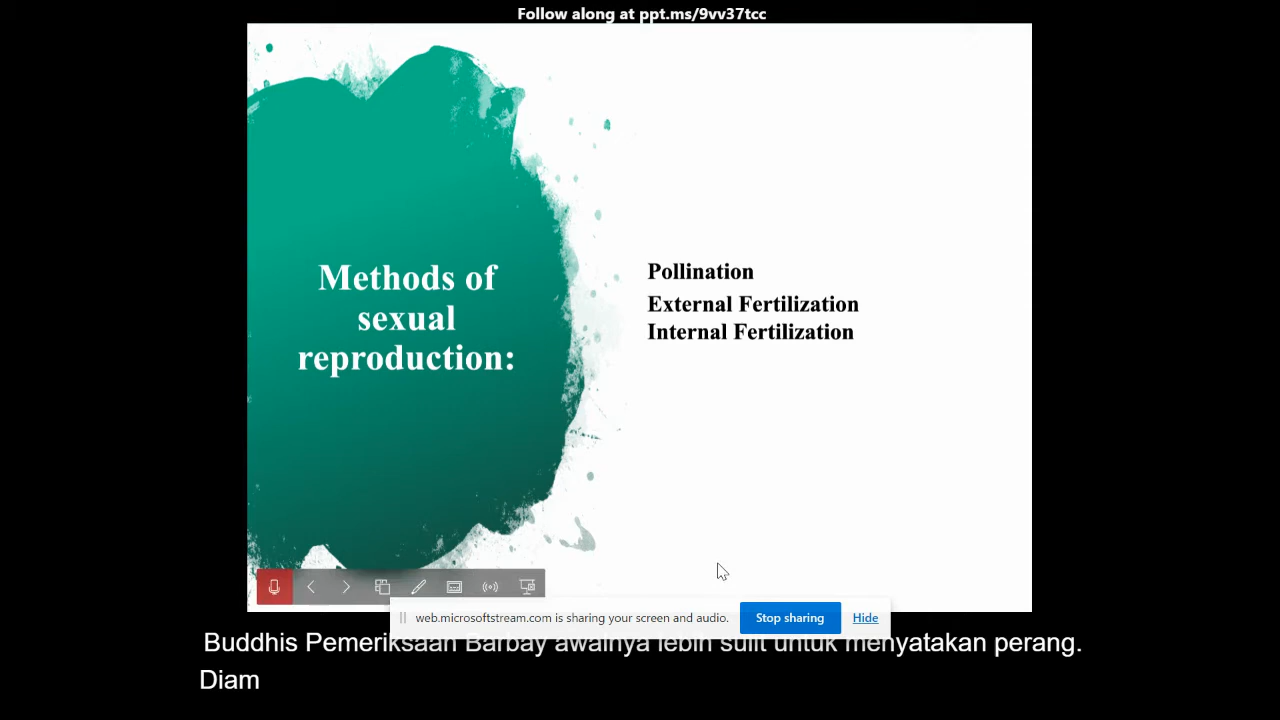 Follow along at ppt.ms/9vv37tcc
Methods of
sexual
reproduction:
Pollination
External Fertilization
Internal Fertilization
web.microsoftstream.com is sharing your screen and audio.
Stop sharing
Hide
Buddhis Pemeriksaan Barbay awalnya lebih sulit untuk menyatakan perang.
Diam